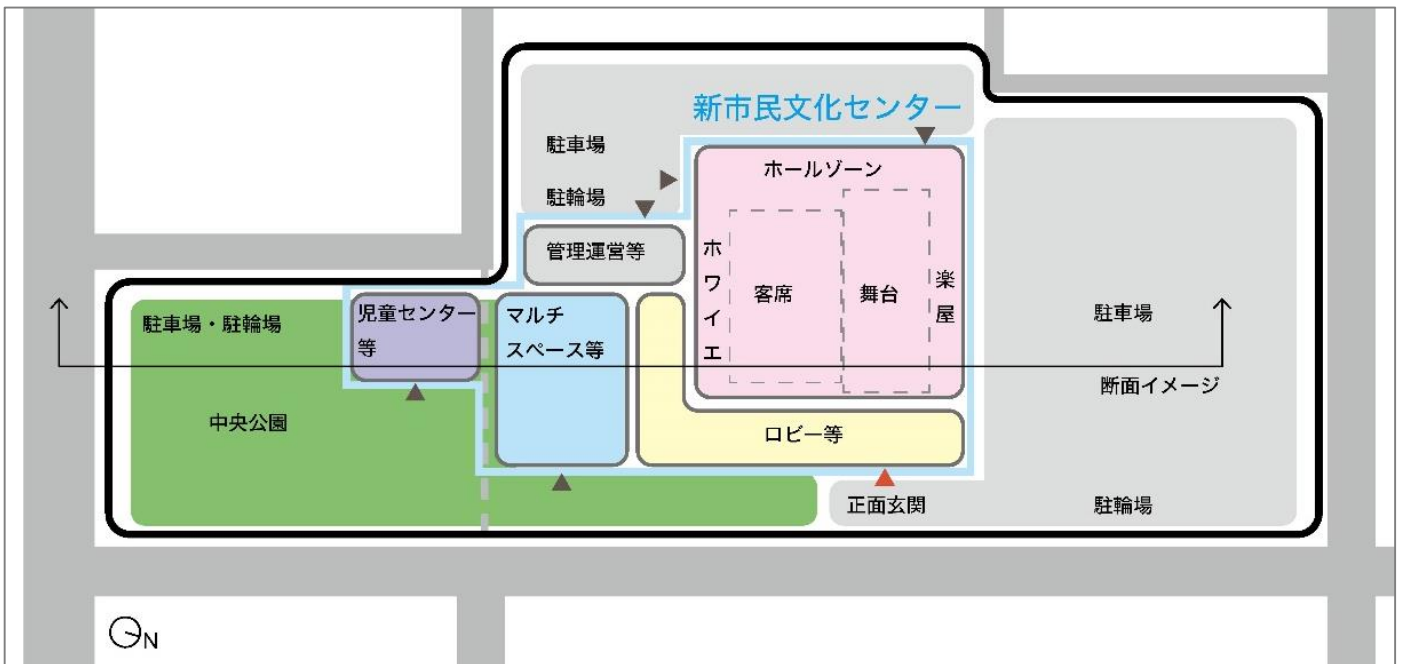 新市民文化センター
駐車場
駐輪場
ホールゾーン
管理運営等
ホワイエ
客席
舞台
楽屋
駐車場・駐輪場
児童センター
等
マルチ
スペース等
駐車場
断面イメージ
中央公園
ロビー等
正面玄関
駐輪場
N